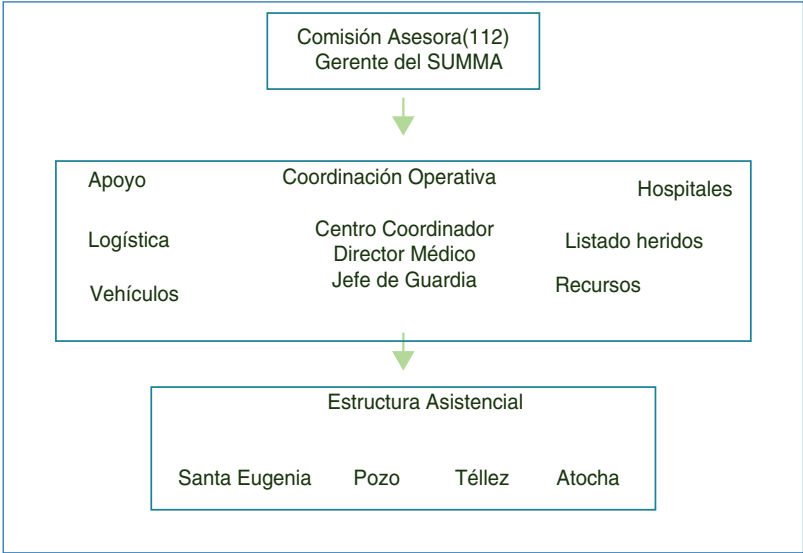 Comisión Asesora(112)
Gerente del SUMMA
Apoyo
Coordinación Operativa
Hospitales
Logística
Centro Coordinador
Director Médico
Jefe de Guardia
Listado heridos
Vehículos
Recursos
Estructura Asistencial
Santa Eugenia Pozo Téllez Atocha